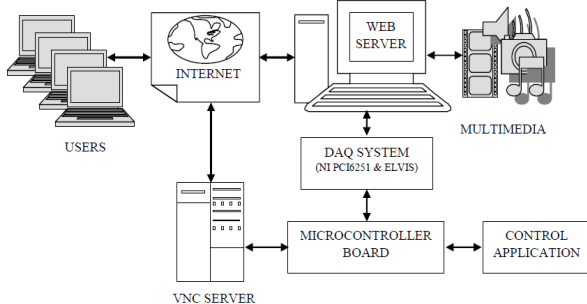 WEB
SERVER
INTERNET
USERS
MULTIMEDIA
DAQ SYSTEM
(NI PCI6251 & ELVIS)
MICROCONTROLLER
BOARD
CONTROL
APPLICATION
VNC SERVER